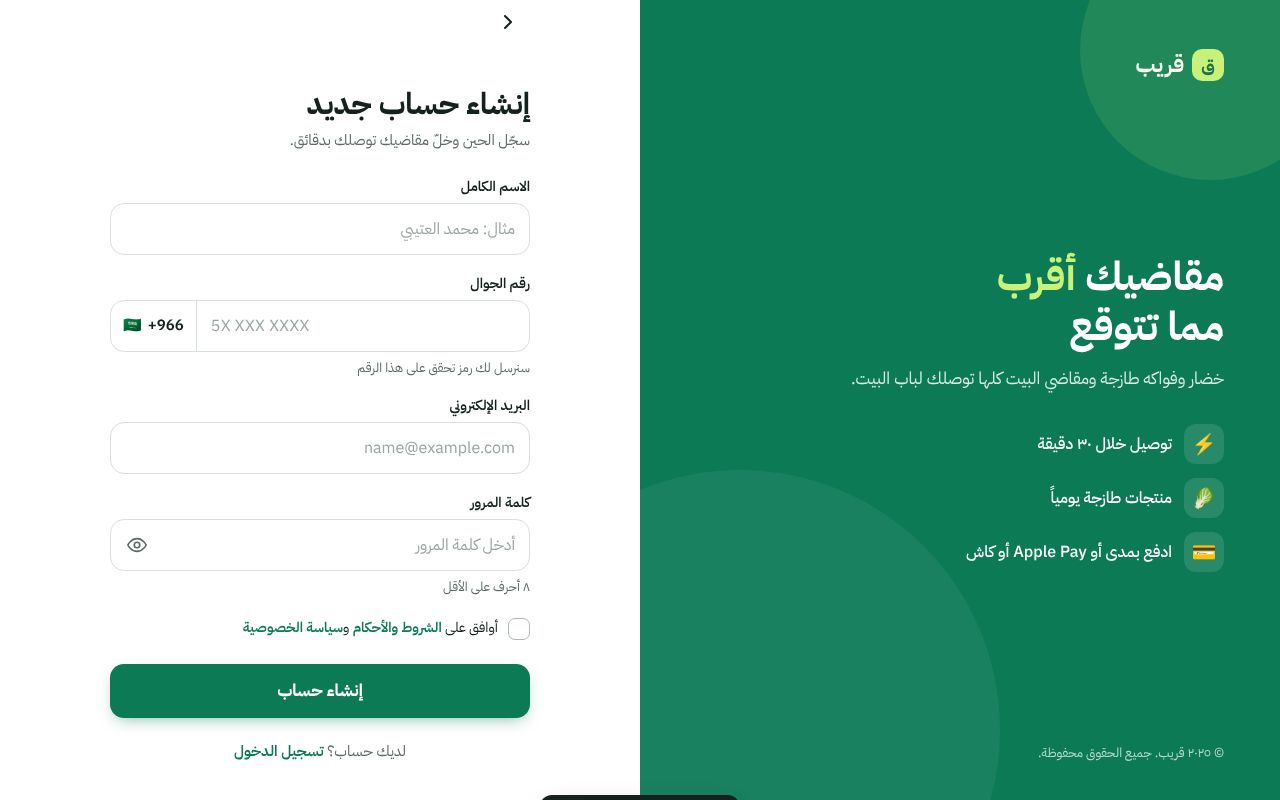 ق قريب
مقاضيك أقرب
مما تتوقع
خضار وفواكه طازجة ومقاضي البيت كلها توصلك لباب البيت.
توصيل خلال ٣٠ دقيقة
منتجات طازجة يومياً
ادفع بمدى أو Apple Pay أو كاش
© ٢٠٢٥ قريب. جميع الحقوق محفوظة.
إنشاء حساب جديد
سجّل الحين وخلّ مقاضيك توصلك بدقائق.
الاسم الكامل
مثال: محمد العتيبي
رقم الجوال
+966 5X XXX XXXX
سنرسل لك رمز تحقق على هذا الرقم
البريد الإلكتروني
name@example.com
كلمة المرور
أدخل كلمة المرور
٨ أحرف على الأقل
أوافق على الشروط والأحكام وسياسة الخصوصية
إنشاء حساب
لديك حساب؟ تسجيل الدخول